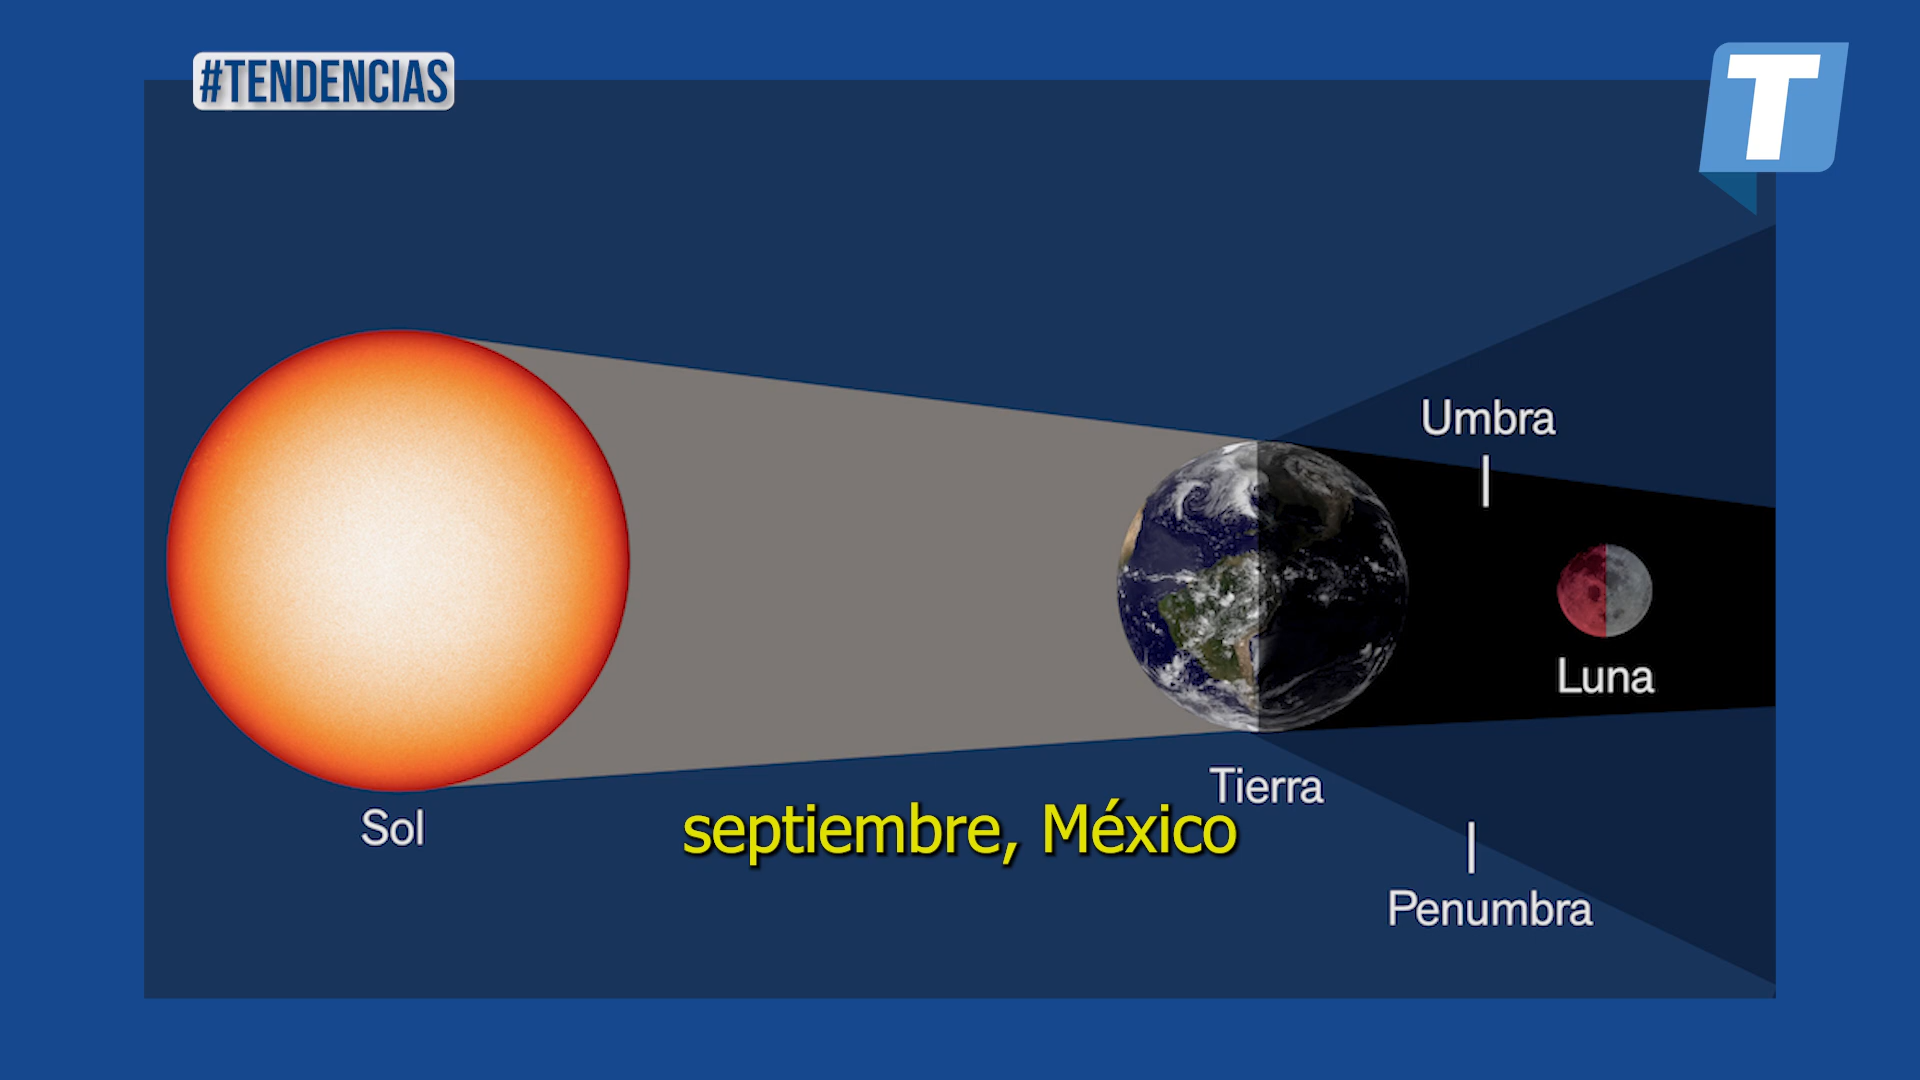 #TENDENCIAS
T
Umbra
Luna
Tierra
Sol
septiembre, México
Penumbra